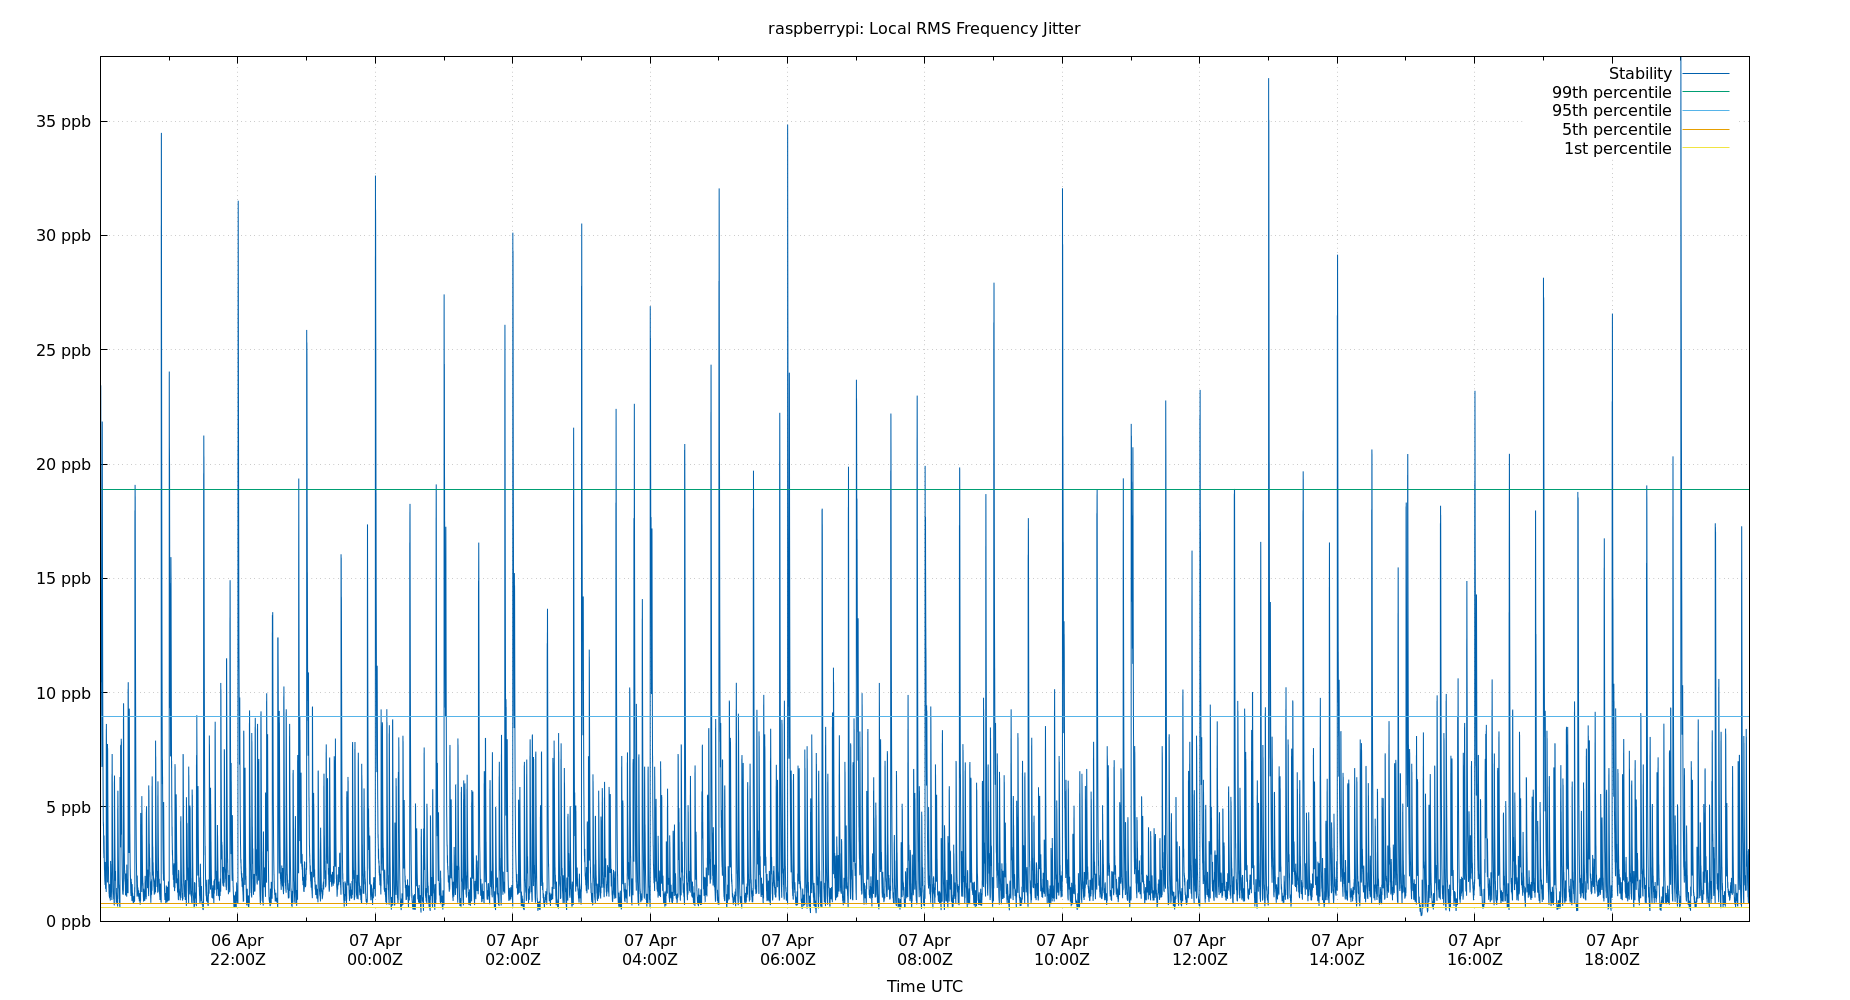 raspberrypi: Local RMS Frequency Jitter
Stability
99th percentile
95th percentile
5th percentile
1st percentile
35 ppb
30 ppb
25 ppb
20 ppb
15 ppb
10 ppb
5 ppb
0 ppb
06 Apr 07 Apr 07 Apr 07 Apr 07 Apr 07 Apr 07 Apr 07 Apr 07 Apr 07 Apr 07 Apr
22:00Z 00:00Z 02:00Z 04:00Z 06:00Z 08:00Z 10:00Z 12:00Z 14:00Z 16:00Z 18:00Z
Time UTC